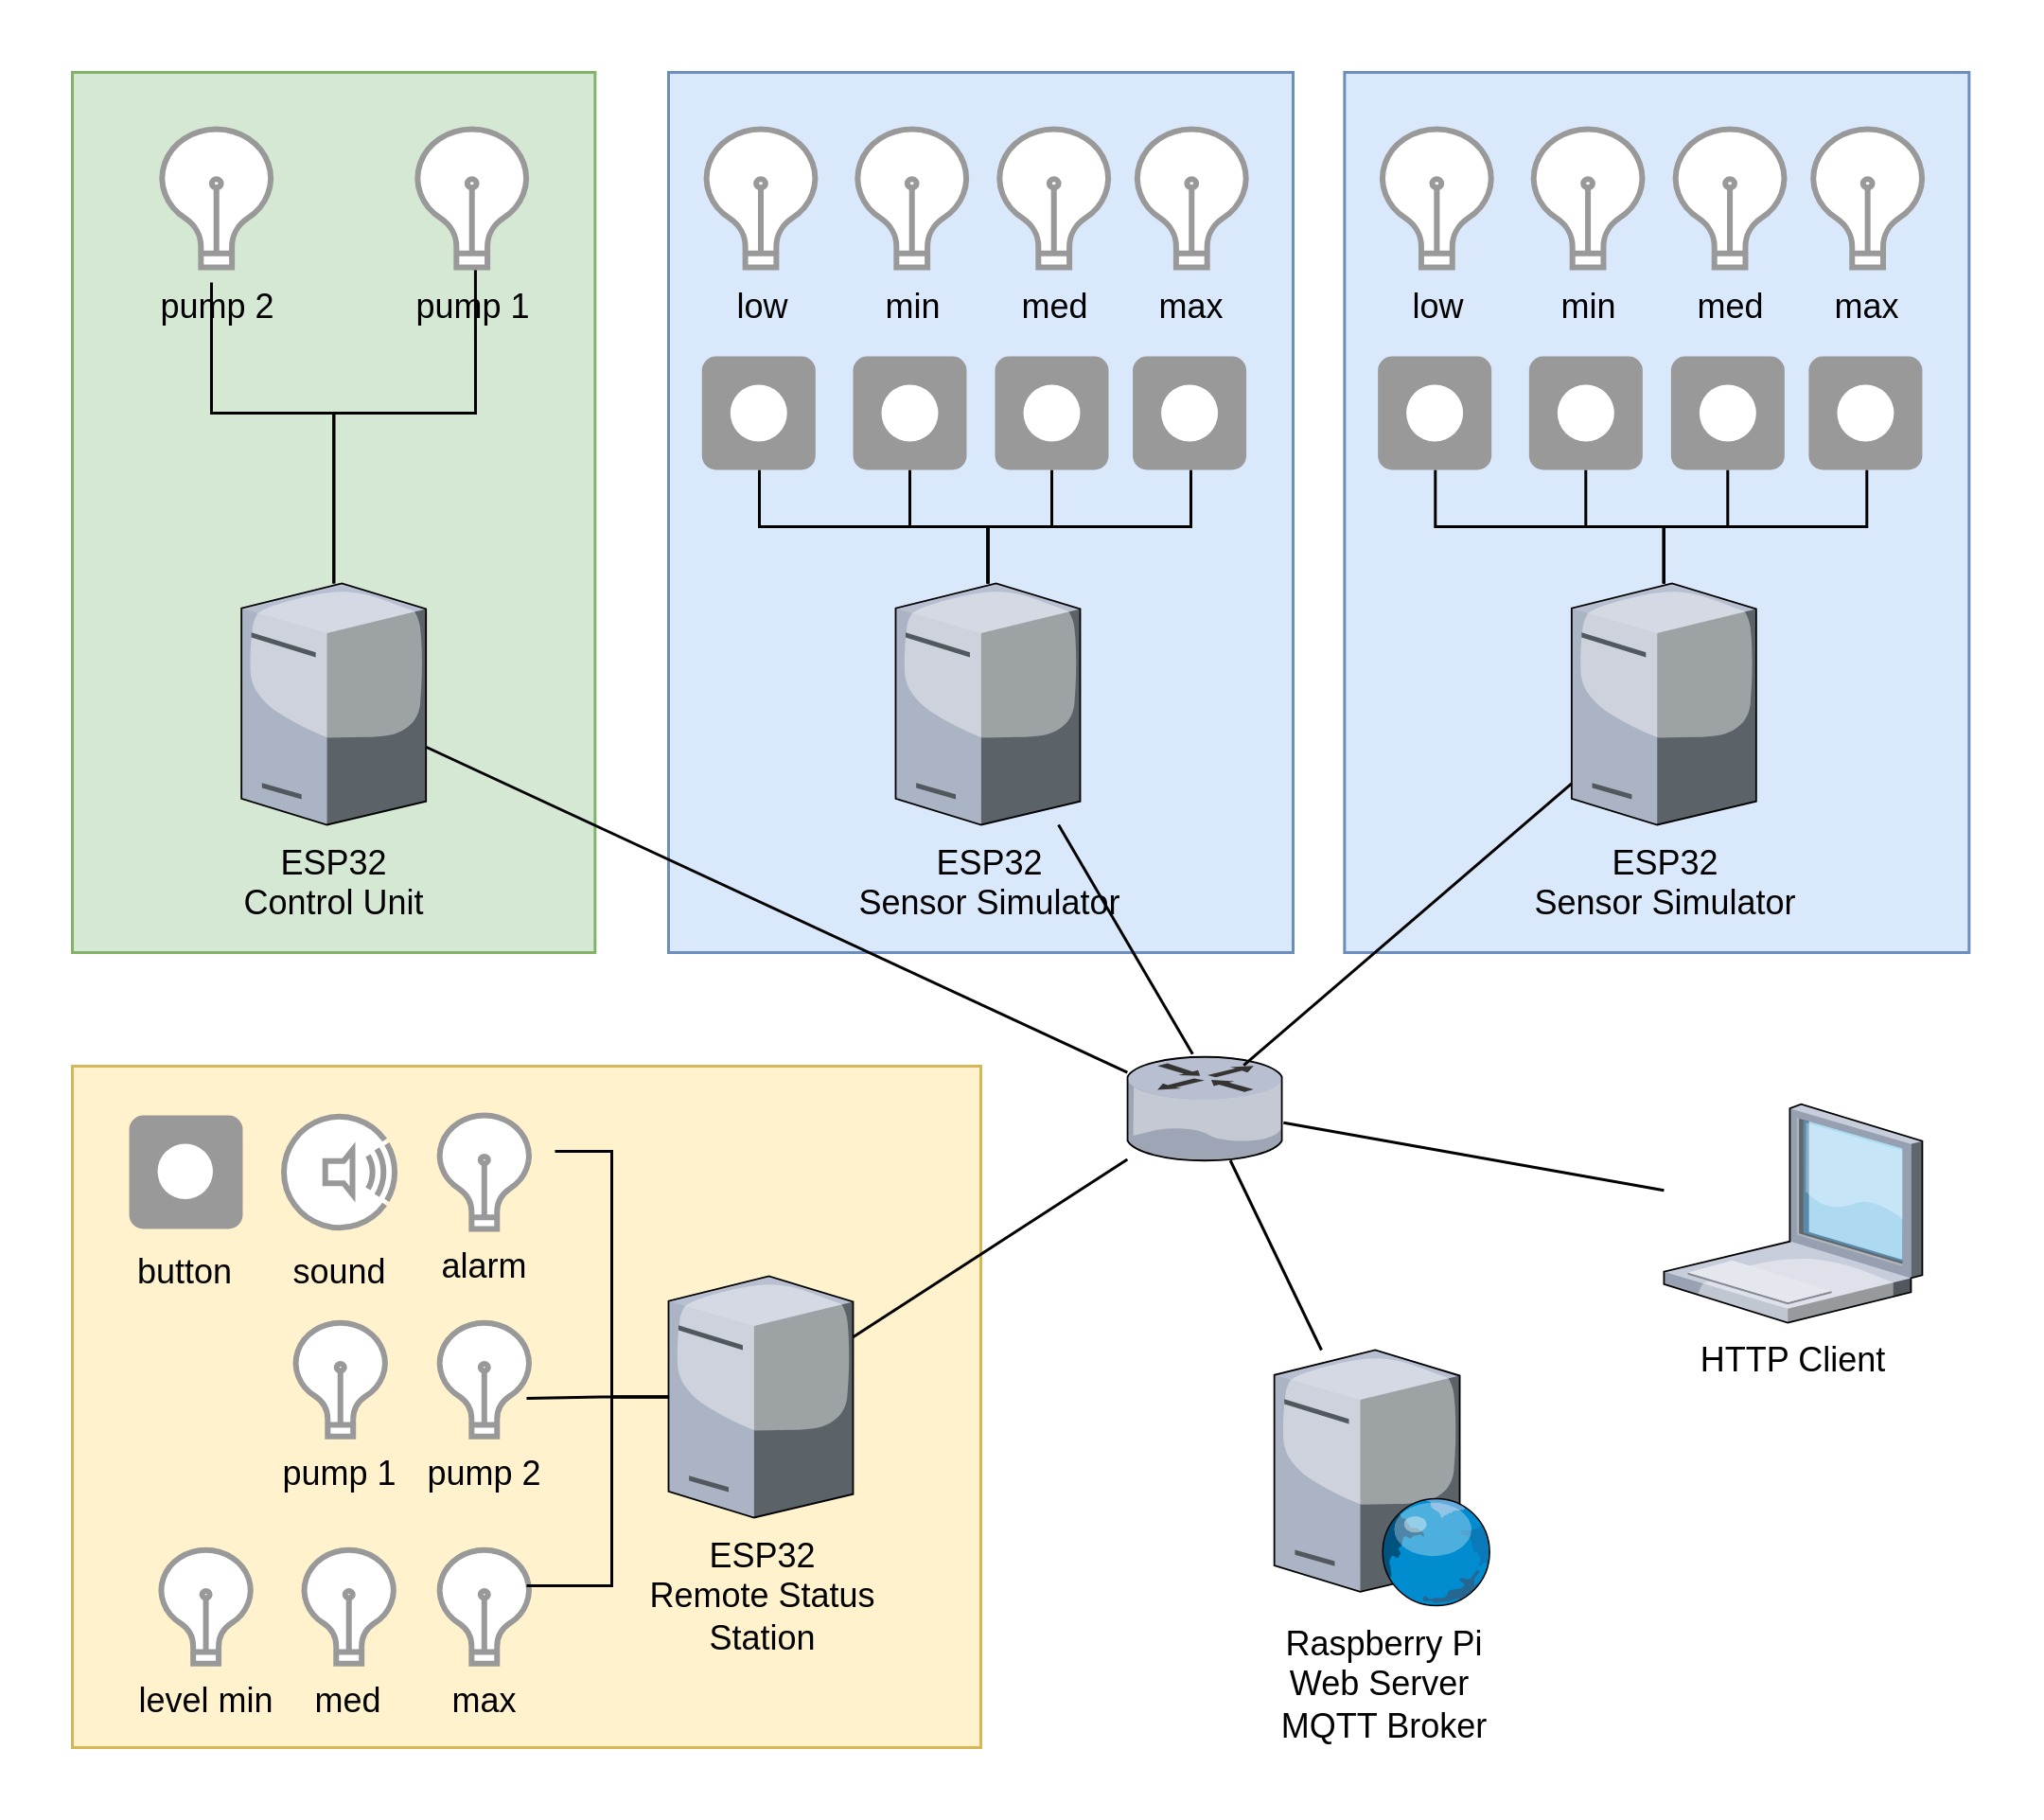 pump 2
pump 1
low
min
med
max
low
min
med
max
ESP32
Control Unit
ESP32
Sensor Simulator
ESP32
Sensor Simulator
button
sound
alarm
pump 1
pump 2
level min
med
max
ESP32
Remote Status
Station
HTTP Client
Raspberry Pi
Web Server
MQTT Broker